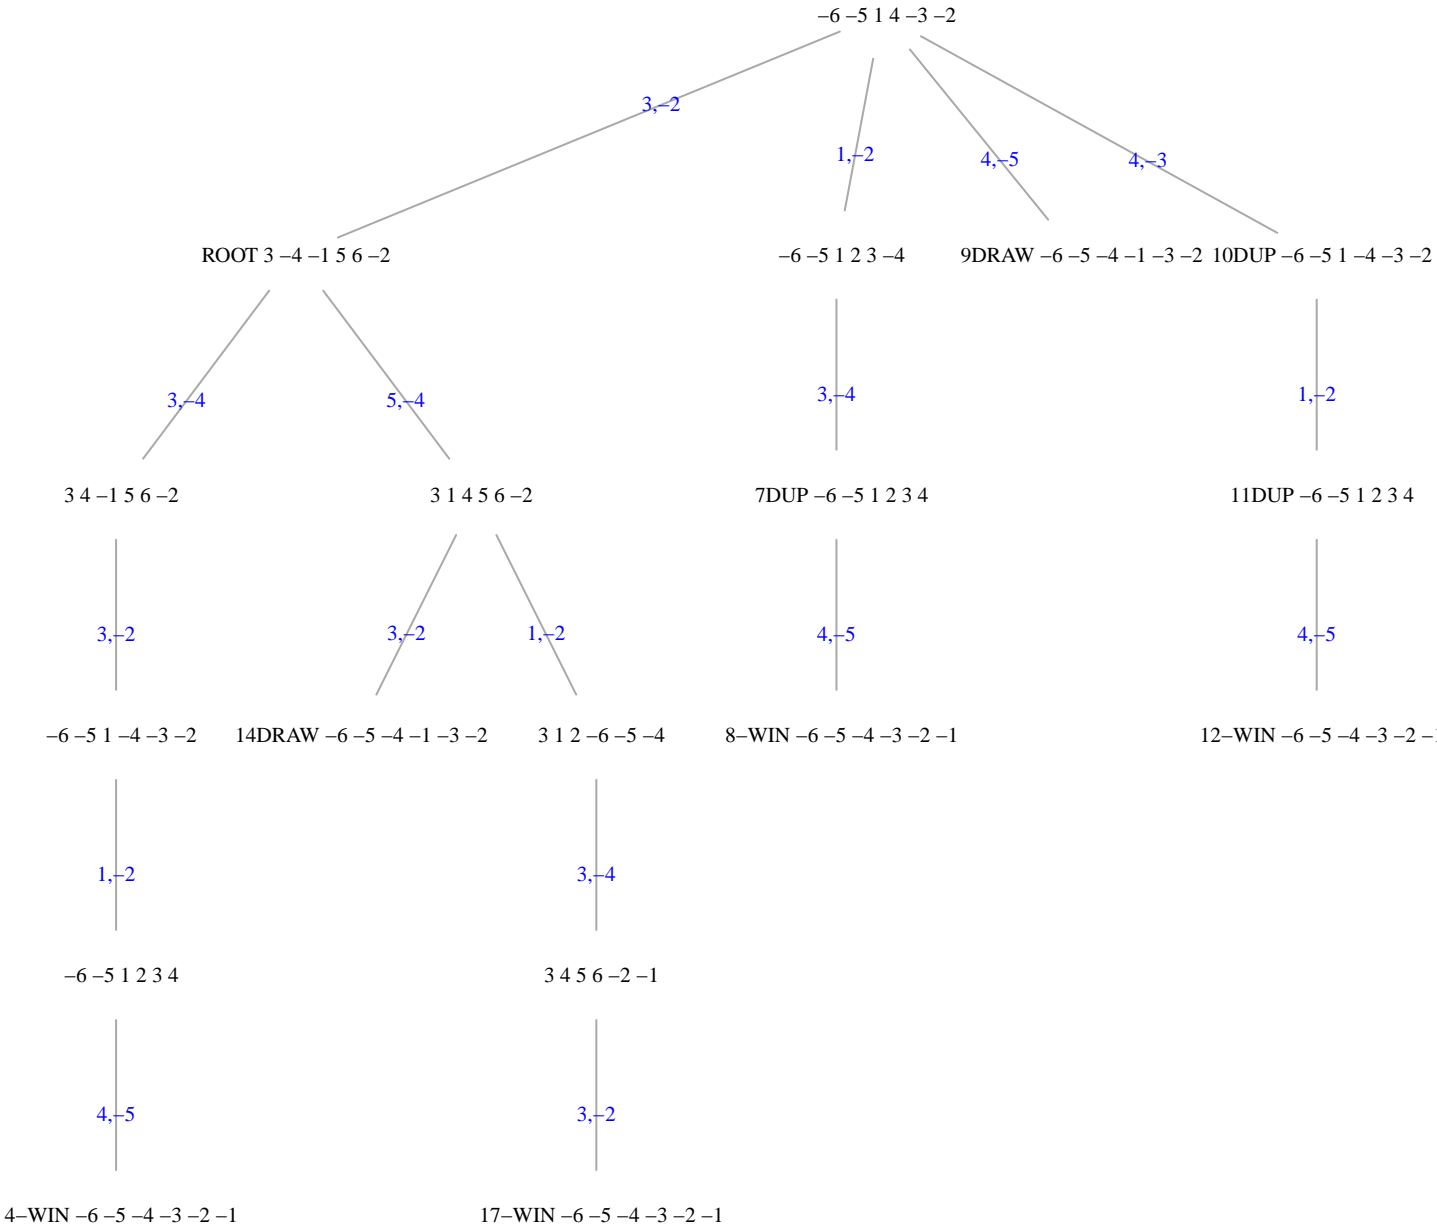 –6 –5 1 4 –3 –2
3,–2
1,–2
4,–5
4,–3
ROOT 3 –4 –1 5 6 –2
–6 –5 1 2 3 –4
9DRAW –6 –5 –4 –1 –3 –2
10DUP –6 –5 1 –4 –3 –2
3,–4
5,–4
3,–4
1,–2
3 4 –1 5 6 –2
3 1 4 5 6 –2
7DUP –6 –5 1 2 3 4
11DUP –6 –5 1 2 3 4
3,–2
3,–2
1,–2
4,–5
4,–5
–6 –5 1 –4 –3 –2
14DRAW –6 –5 –4 –1 –3 –2
3 1 2 –6 –5 –4
8–WIN –6 –5 –4 –3 –2 –1
12–WIN –6 –5 –4 –3 –2 –1
1,–2
3,–4
–6 –5 1 2 3 4
3 4 5 6 –2 –1
4,–5
3,–2
4–WIN –6 –5 –4 –3 –2 –1
17–WIN –6 –5 –4 –3 –2 –1